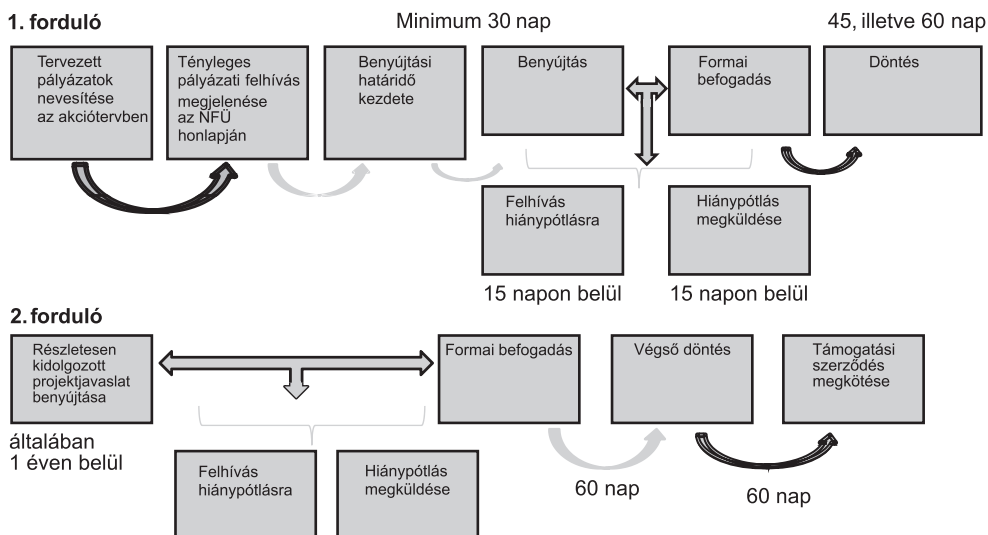 1. forduló
Minimum 30 nap
45, illetve 60 nap
Tervezett
pályázatok
nevesítése
az akciótervben
Tényleges
pályázati felhívás
megjelenése
az NFÜ
honlapján
Benyújtási
határidő
kezdete
Benyújtás
Formai
befogadás
Döntés
Felhívás
hiánypótlásra
Hiánypótlás
megküldése
15 napon belül
15 napon belül
2. forduló
Részletesen
kidolgozott
projektjavaslat
benyújtása
Formai befogadás
Végső döntés
Támogatási
szerződés
megkötése
általában
1 éven belül
Felhívás
hiánypótlásra
Hiánypótlás
megküldése
60 nap
60 nap